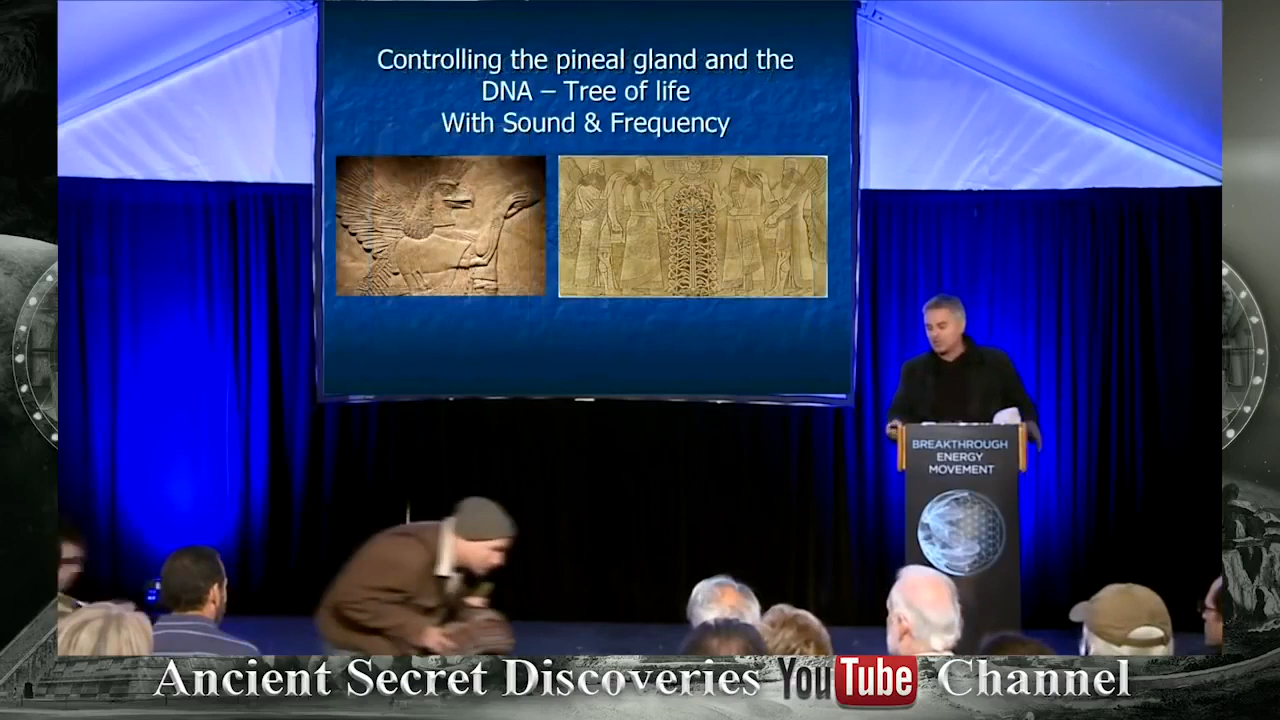 Controlling the pineal gland and the
DNA – Tree of life
With Sound & Frequency
BREAKTHROUGH
ENERGY
MOVEMENT
Ancient Secret Discoveries YouTube Channel